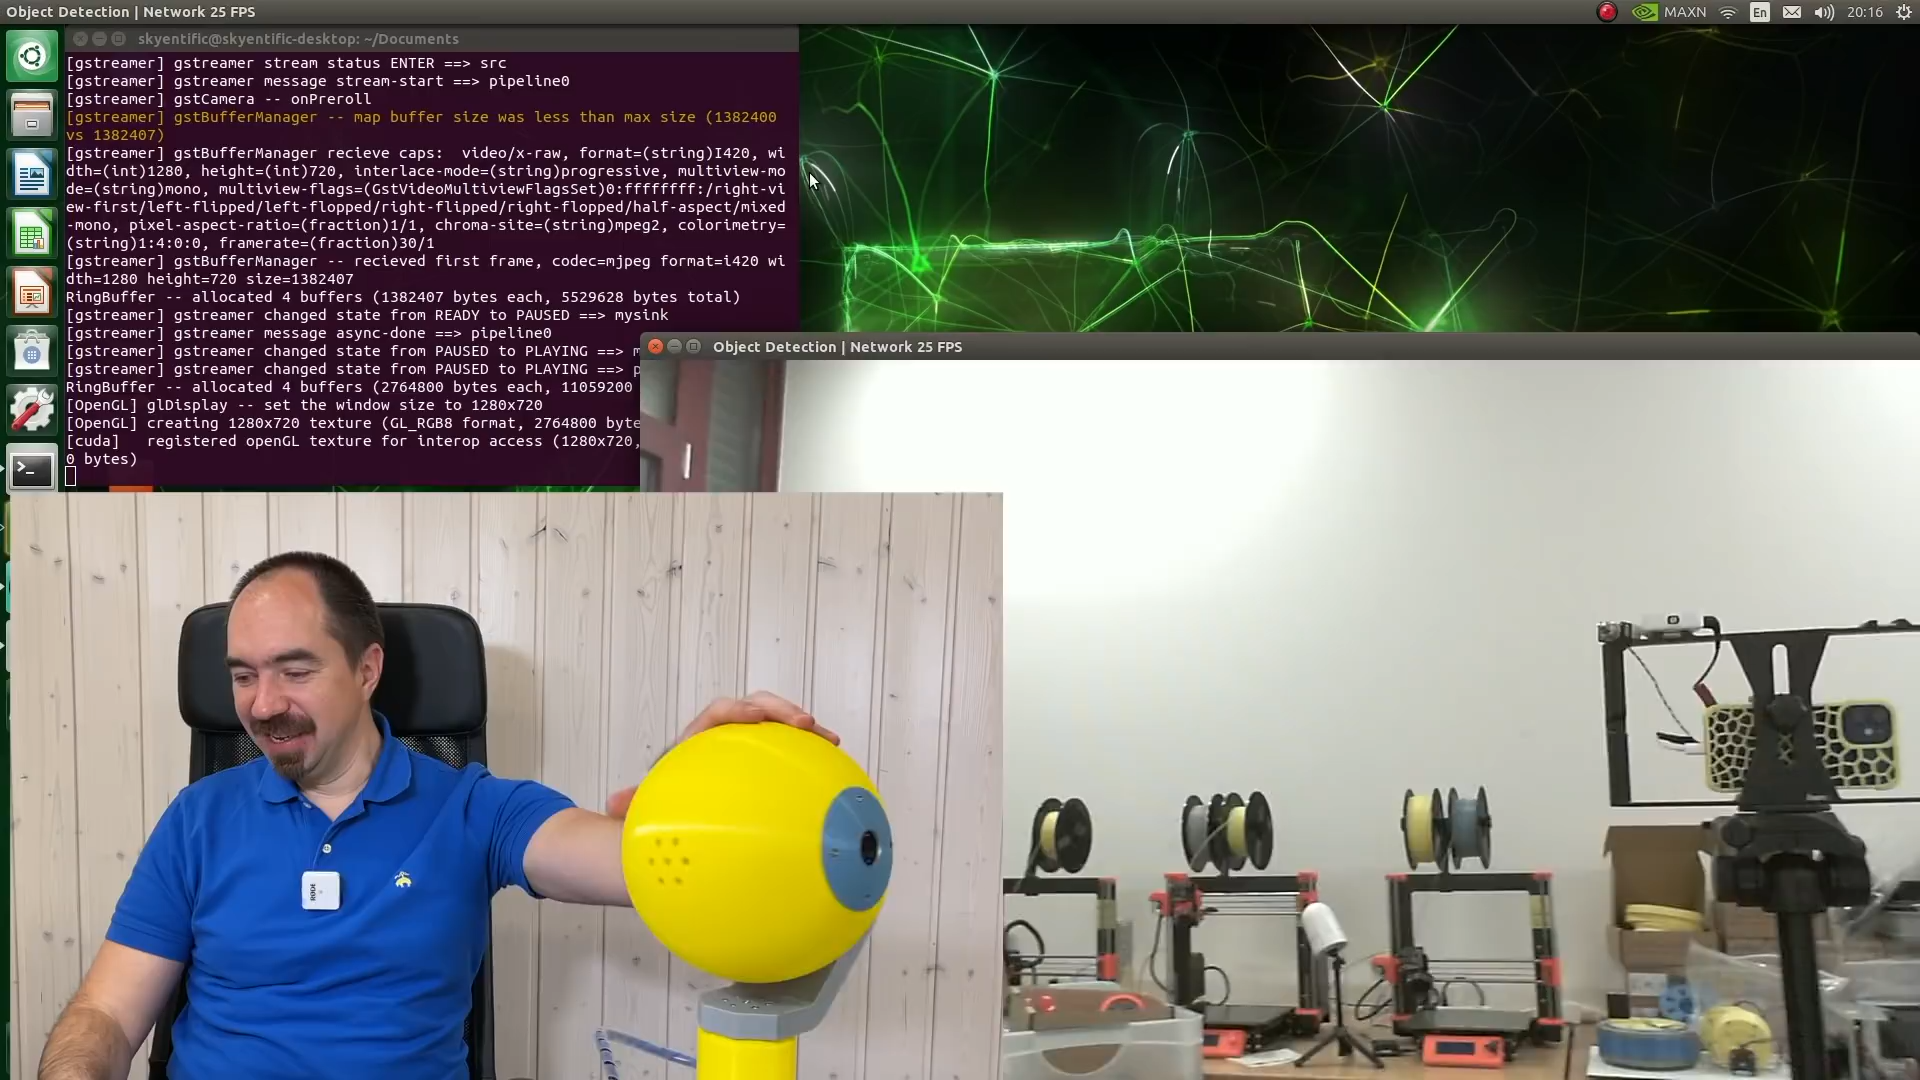 Object Detection | Network 25 FPS
MAXN
En
20:16
skyentific@skyentific-desktop: ~/Documents
[gstreamer] gstreamer stream status ENTER ==> src
[gstreamer] gstreamer message stream-start ==> pipeline0
[gstreamer] gstCamera -- onPreroll
[gstreamer] gstBufferManager -- map buffer size was less than max size (1382400
vs 1382407)
[gstreamer] gstBufferManager recieve caps:  video/x-raw, format=(string)I420, wi
dth=(int)1280, height=(int)720, interlace-mode=(string)progressive, multiview-mo
de=(string)mono, multiview-flags=(GstVideoMultiviewFlagsSet)0:ffffffff:/right-vi
ew-first/left-flipped/left-flopped/right-flipped/right-flopped/half-aspect/mixed
-mono, pixel-aspect-ratio=(fraction)1/1, chroma-site=(string)mpeg2, colorimetry=
(string)1:4:0:0, framerate=(fraction)30/1
[gstreamer] gstBufferManager -- recieved first frame, codec=mjpeg format=i420 wi
dth=1280 height=720 size=1382407
RingBuffer -- allocated 4 buffers (1382407 bytes each, 5529628 bytes total)
[gstreamer] gstreamer changed state from READY to PAUSED ==> mysink
[gstreamer] gstreamer message async-done ==> pipeline0
[gstreamer] gstreamer changed state from PAUSED to PLAYING ==> m
[gstreamer] gstreamer changed state from PAUSED to PLAYING ==> p
RingBuffer -- allocated 4 buffers (2764800 bytes each, 11059200
[OpenGL] glDisplay -- set the window size to 1280x720
[OpenGL] creating 1280x720 texture (GL_RGB8 format, 2764800 byte
[cuda]   registered openGL texture for interop access (1280x720,
0 bytes)
Object Detection | Network 25 FPS
RODE